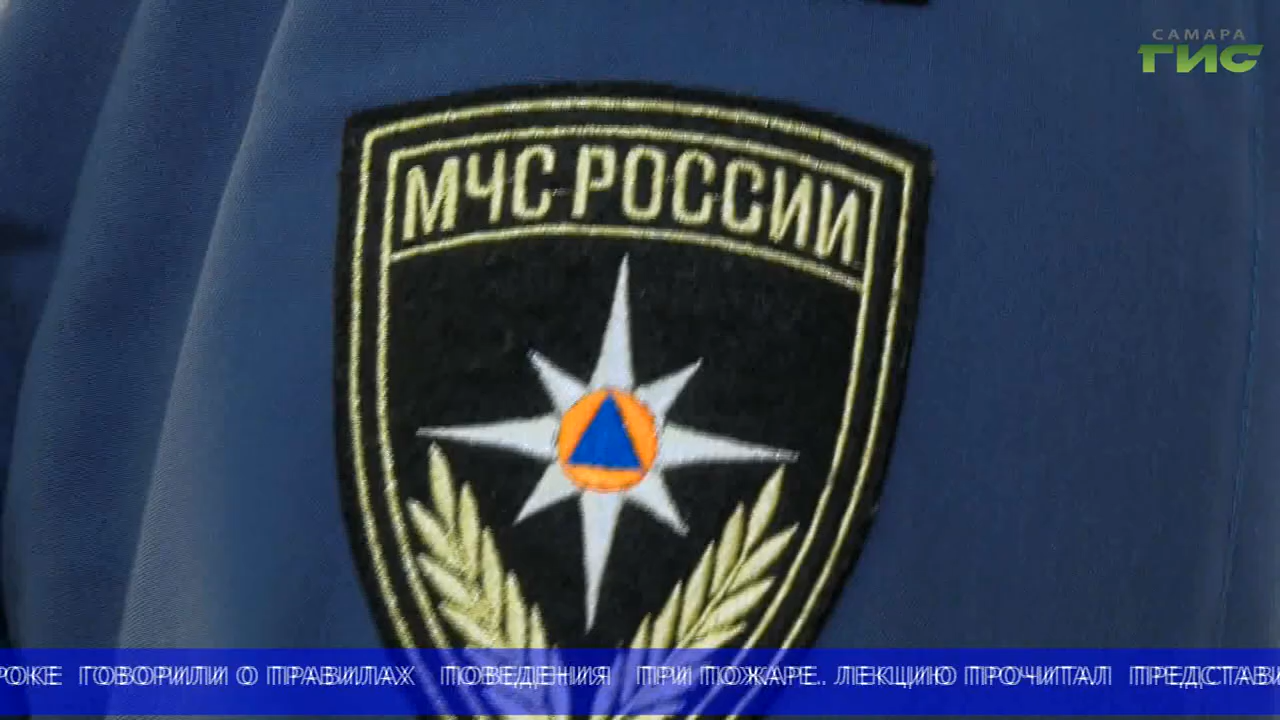 САМАРА
ГИС
МЧС РОССИИ
РОКЕ ГОВОРИЛИ О ПРАВИЛАХ ПОВЕДЕНИЯ ПРИ ПОЖАРЕ. ЛЕКЦИЮ ПРОЧИТАЛ ПРЕДСТАВИ